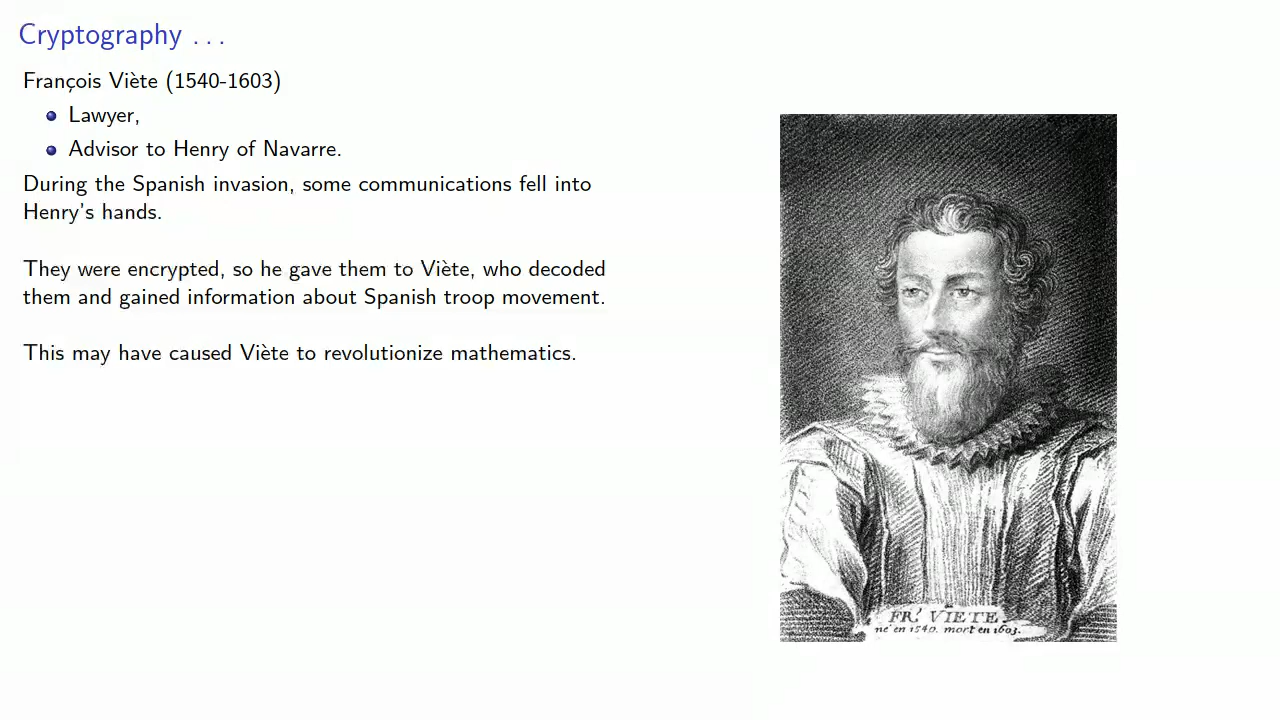 Cryptography ...
François Viète (1540-1603)
Lawyer,
Advisor to Henry of Navarre.
During the Spanish invasion, some communications fell into
Henry's hands.
They were encrypted, so he gave them to Viète, who decoded
them and gained information about Spanish troop movement.
This may have caused Viète to revolutionize mathematics.
FR. VIETE
né en 1540. mort en 1603.